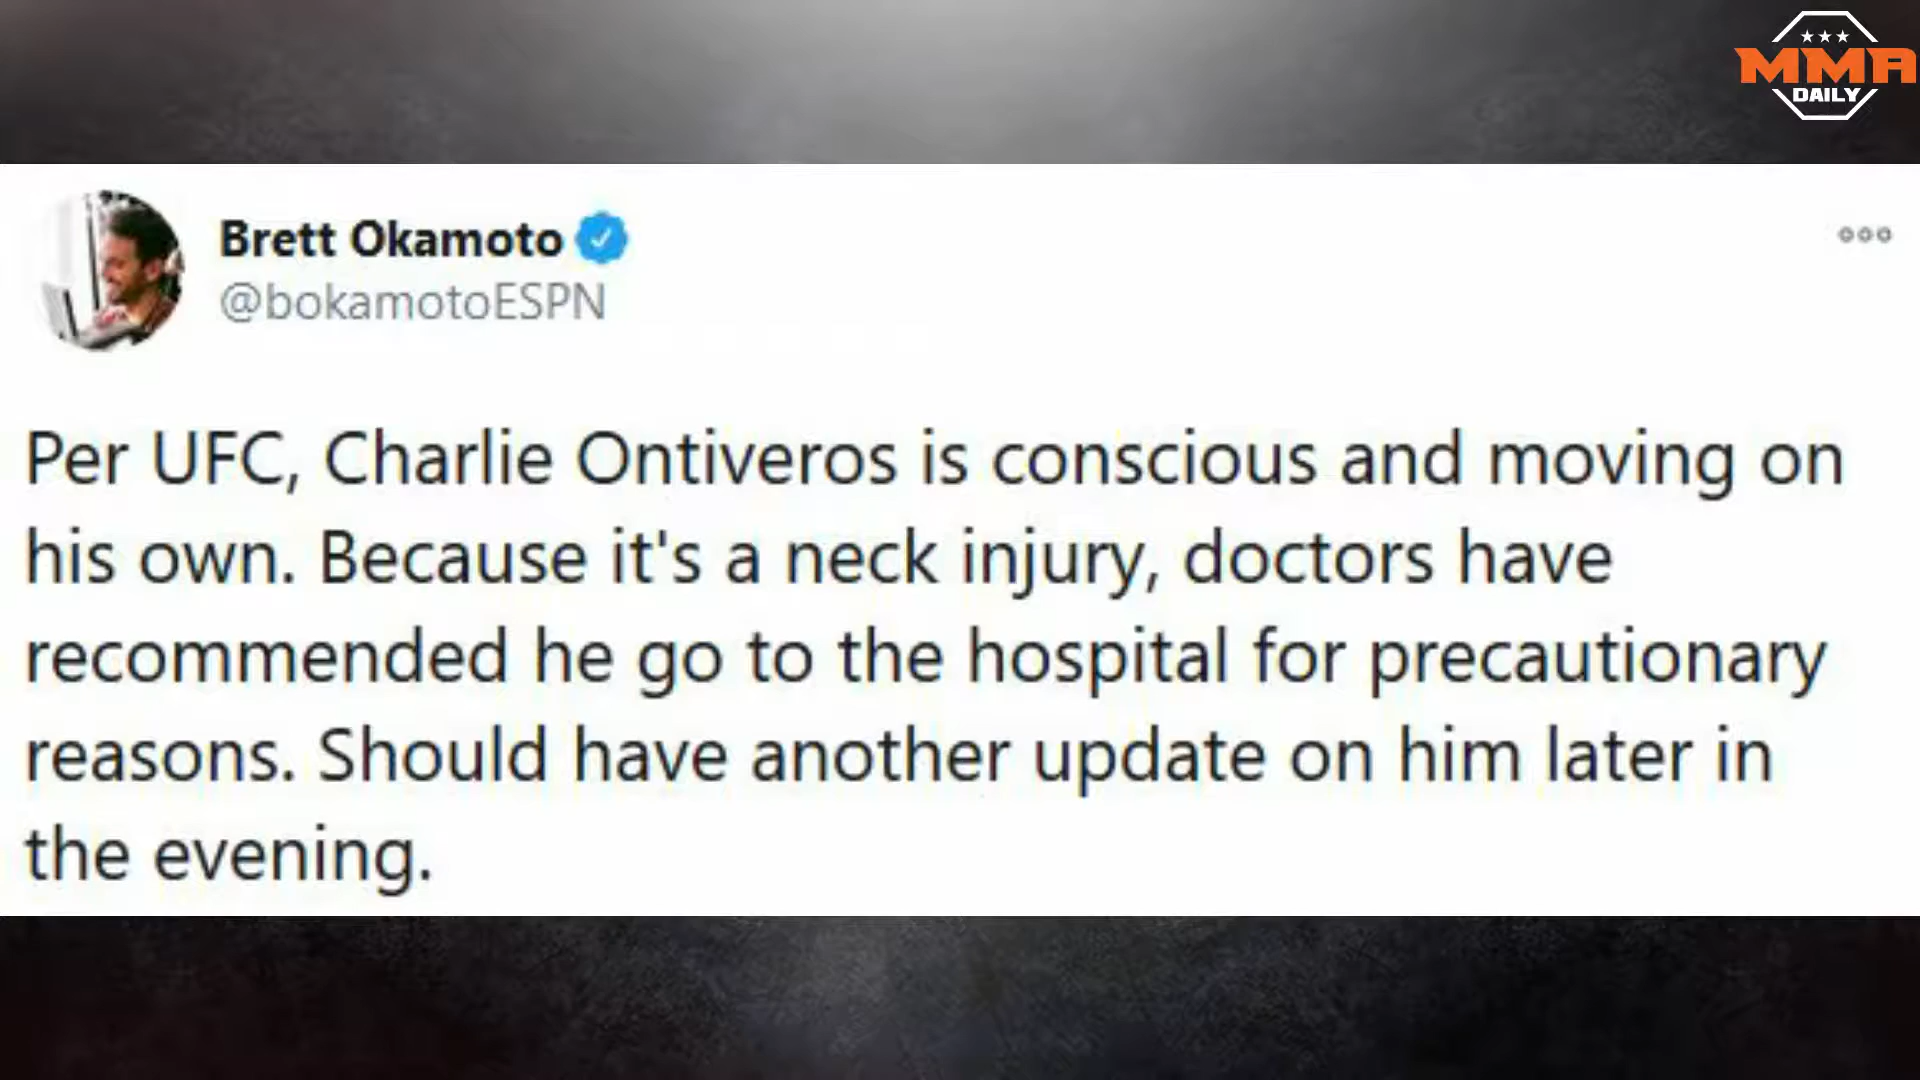 MMA
DAILY
Brett Okamoto
@bokamotoESPN
Per UFC, Charlie Ontiveros is conscious and moving on
his own. Because it's a neck injury, doctors have
recommended he go to the hospital for precautionary
reasons. Should have another update on him later in
the evening.